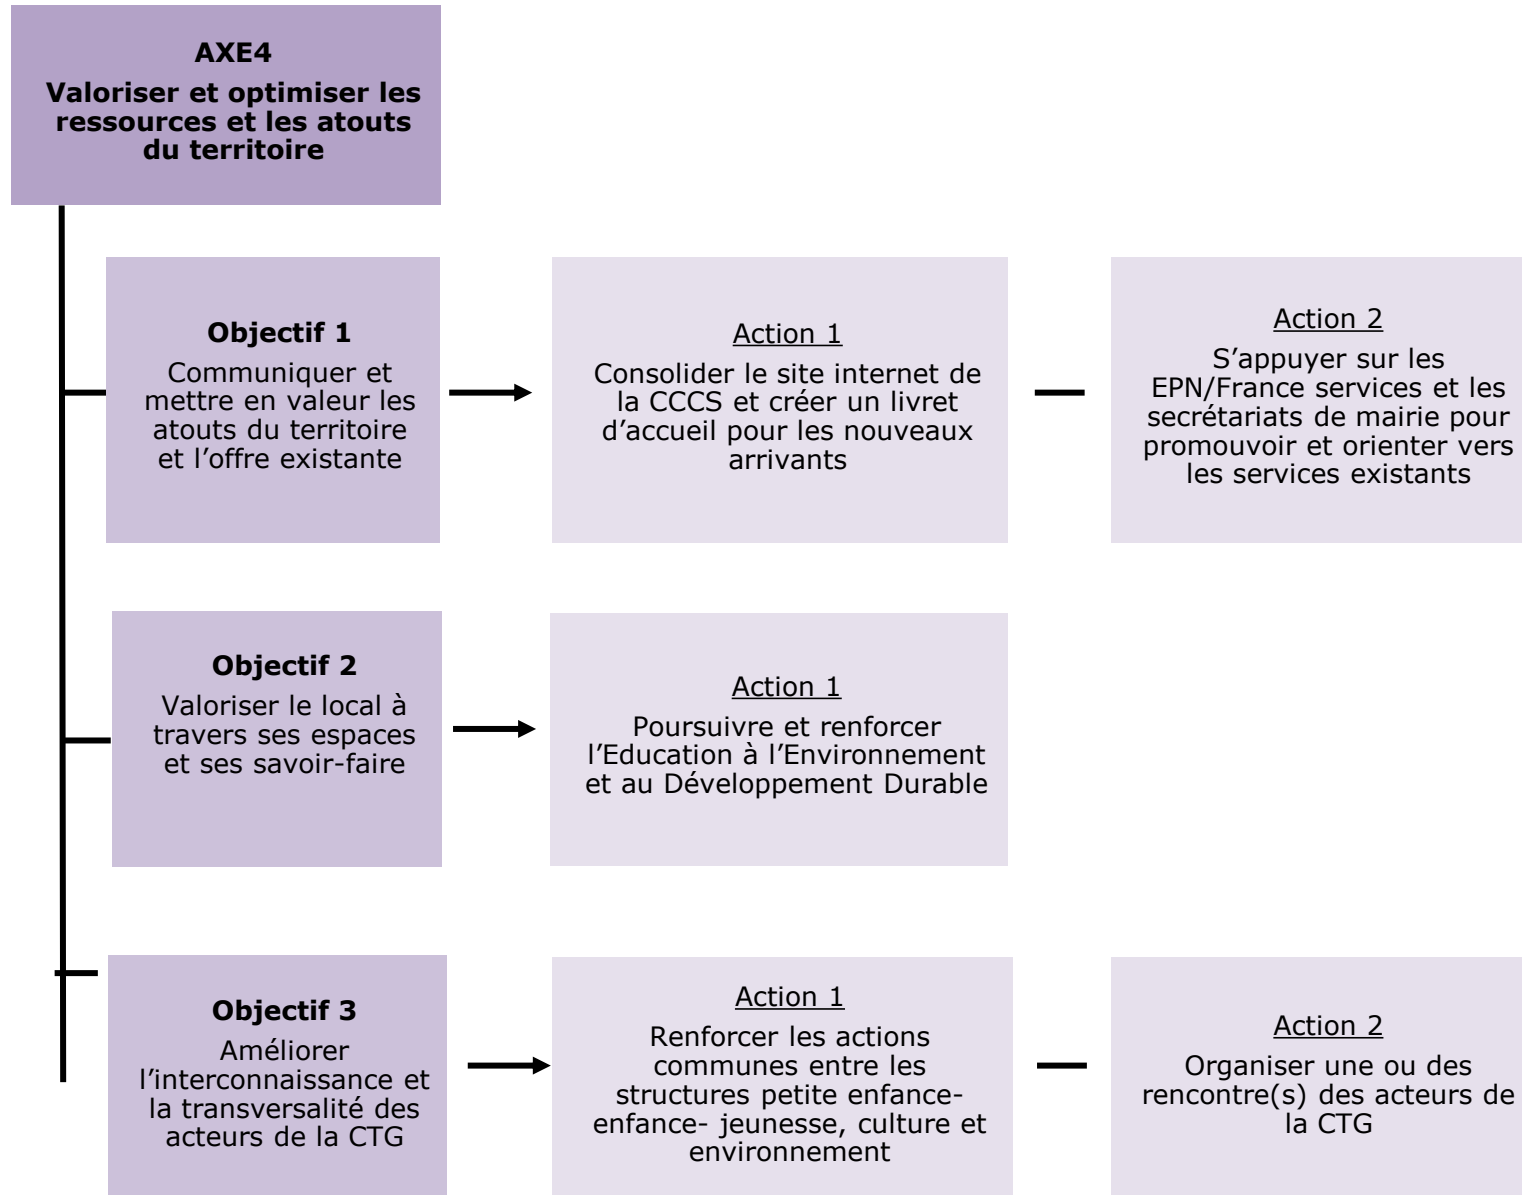 AXE4
Valoriser et optimiser les
ressources et les atouts
du territoire
Objectif 1
Communiquer et
mettre en valeur les
atouts du territoire
et l’offre existante
Action 1
Consolider le site internet de
la CCCS et créer un livret
d’accueil pour les nouveaux
arrivants
Action 2
S’appuyer sur les
EPN/France services et les
secrétariats de mairie pour
promouvoir et orienter vers
les services existants
Objectif 2
Valoriser le local à
travers ses espaces
et ses savoir-faire
Action 1
Poursuivre et renforcer
l’Education à l’Environnement
et au Développement Durable
Objectif 3
Améliorer
l’interconnaissance et
la transversalité des
acteurs de la CTG
Action 1
Renforcer les actions
communes entre les
structures petite enfance-
enfance- jeunesse, culture et
environnement
Action 2
Organiser une ou des
rencontre(s) des acteurs de
la CTG